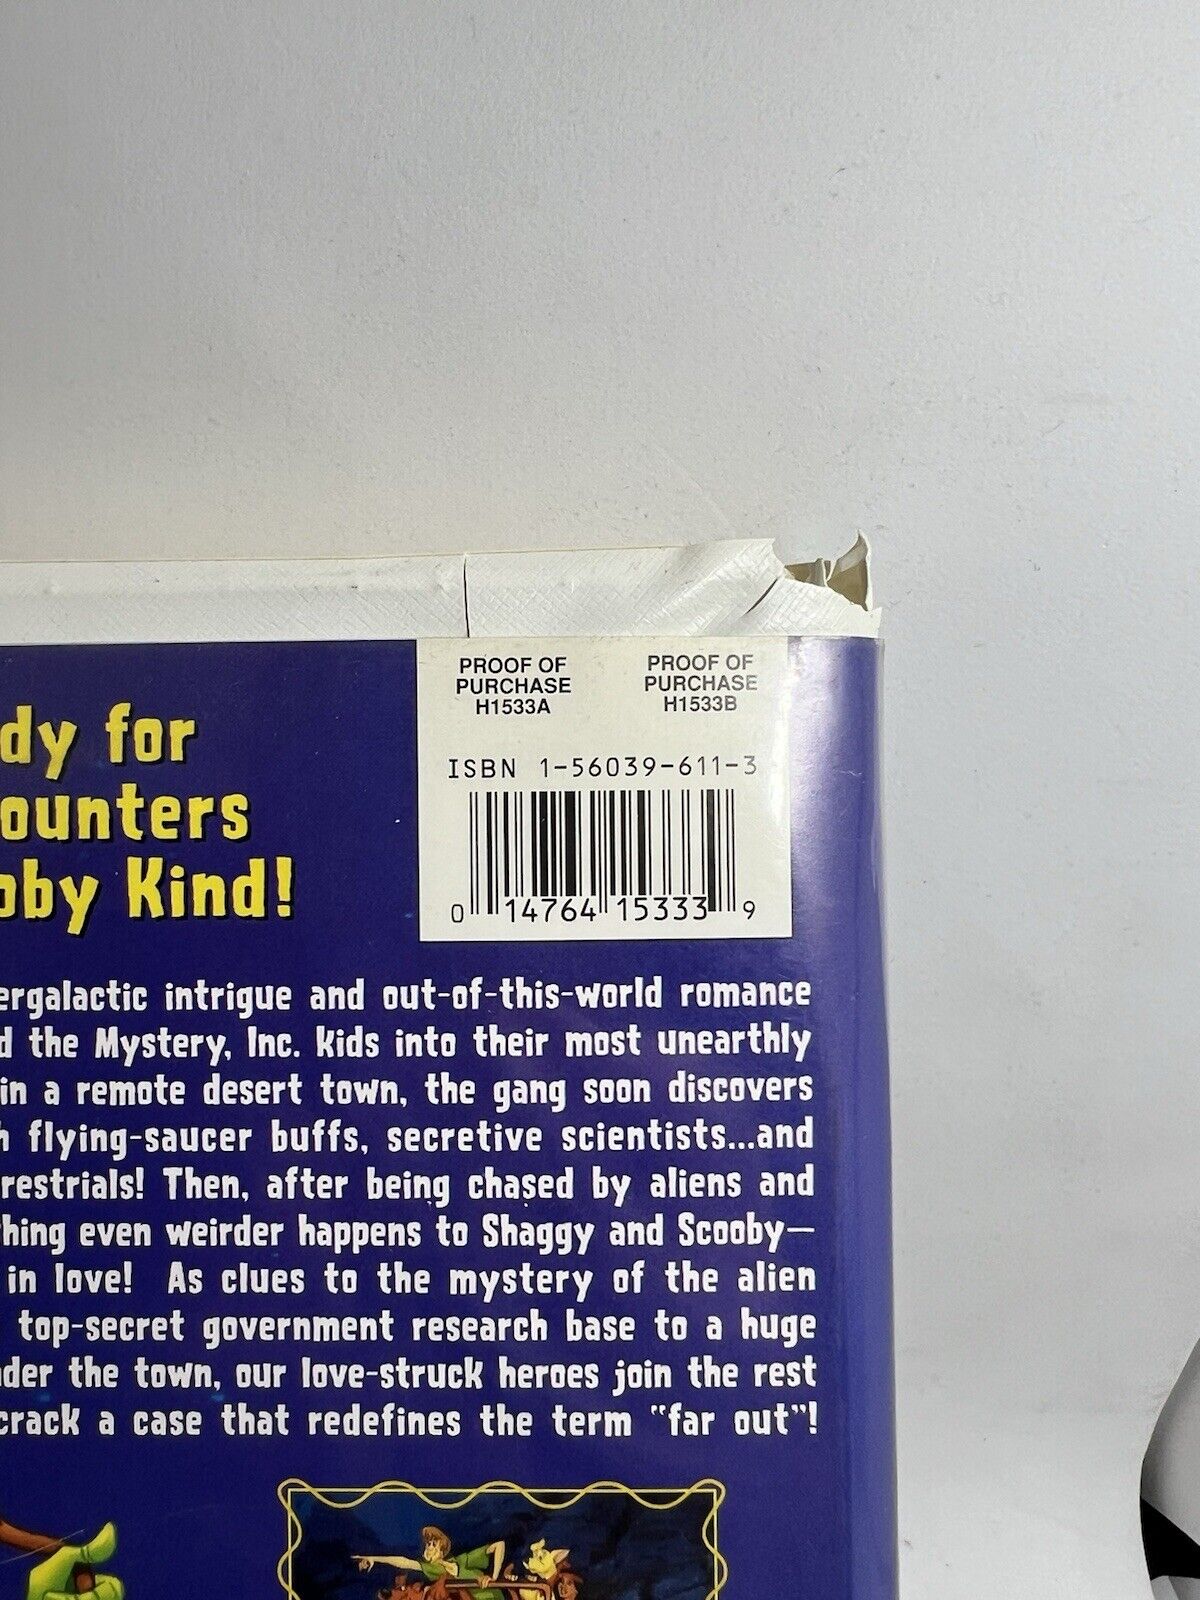 PROOF OF
PURCHASE
H1533A
PROOF OF
PURCHASE
H1533B
ISBN 1-56039-611-3
0 14764 15333 9
dy for
ounters
oby Kind!
ergalactic intrigue and out-of-this-world romance
d the Mystery, Inc. kids into their most unearthly
in a remote desert town, the gang soon discovers
h flying-saucer buffs, secretive scientists...and
restrials! Then, after being chased by aliens and
hing even weirder happens to Shaggy and Scooby—
in love! As clues to the mystery of the alien
top-secret government research base to a huge
der the town, our love-struck heroes join the rest
crack a case that redefines the term "far out"!